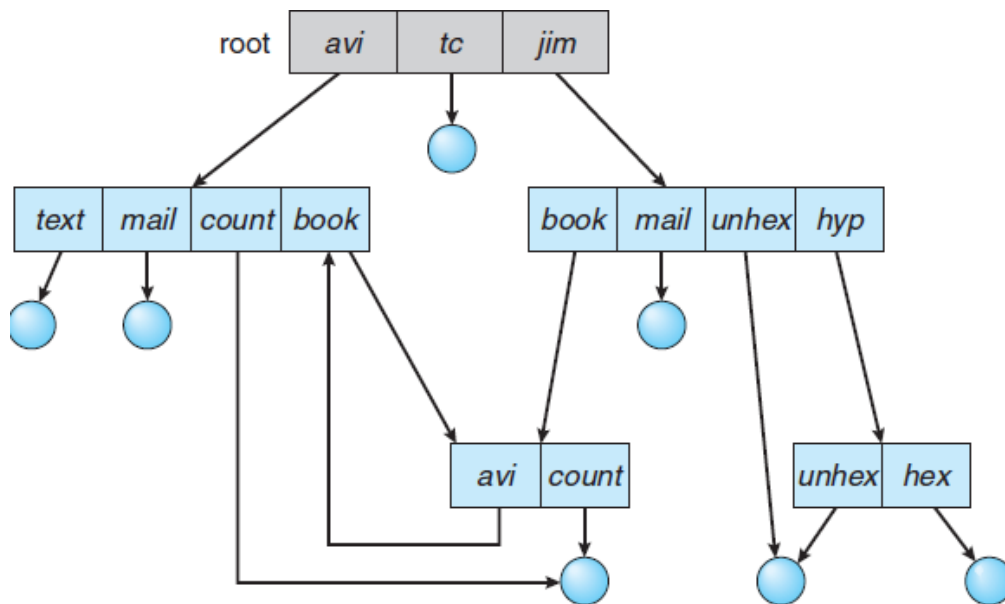 root avi tc jim
text mail count book book mail unhex hyp
avi count unhex hex